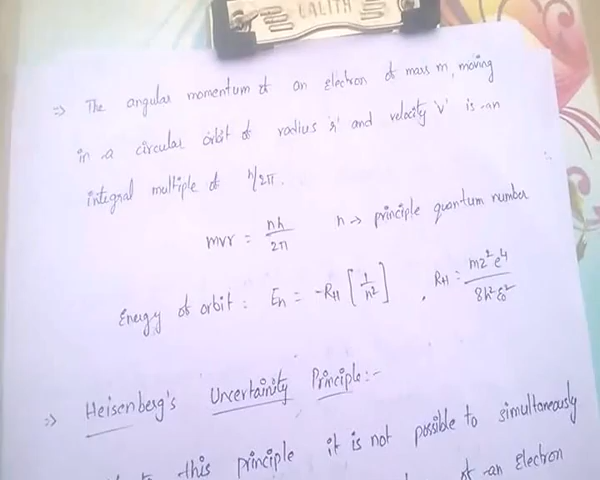 LALITH
⇒ The angular momentum of an electron of mass m, moving
in a circular orbit of radius 'r' and velocity 'v' is an
integral multiple of h/2π.
mvr = nh/2π n → principle quantum number
Energy of orbit : En = -RH [1/n²] , RH = mz²e⁴/8h²ε₀²
⇒ Heisenberg's Uncertainity Principle:-
this principle it is not possible to simultaneously
of an Electron